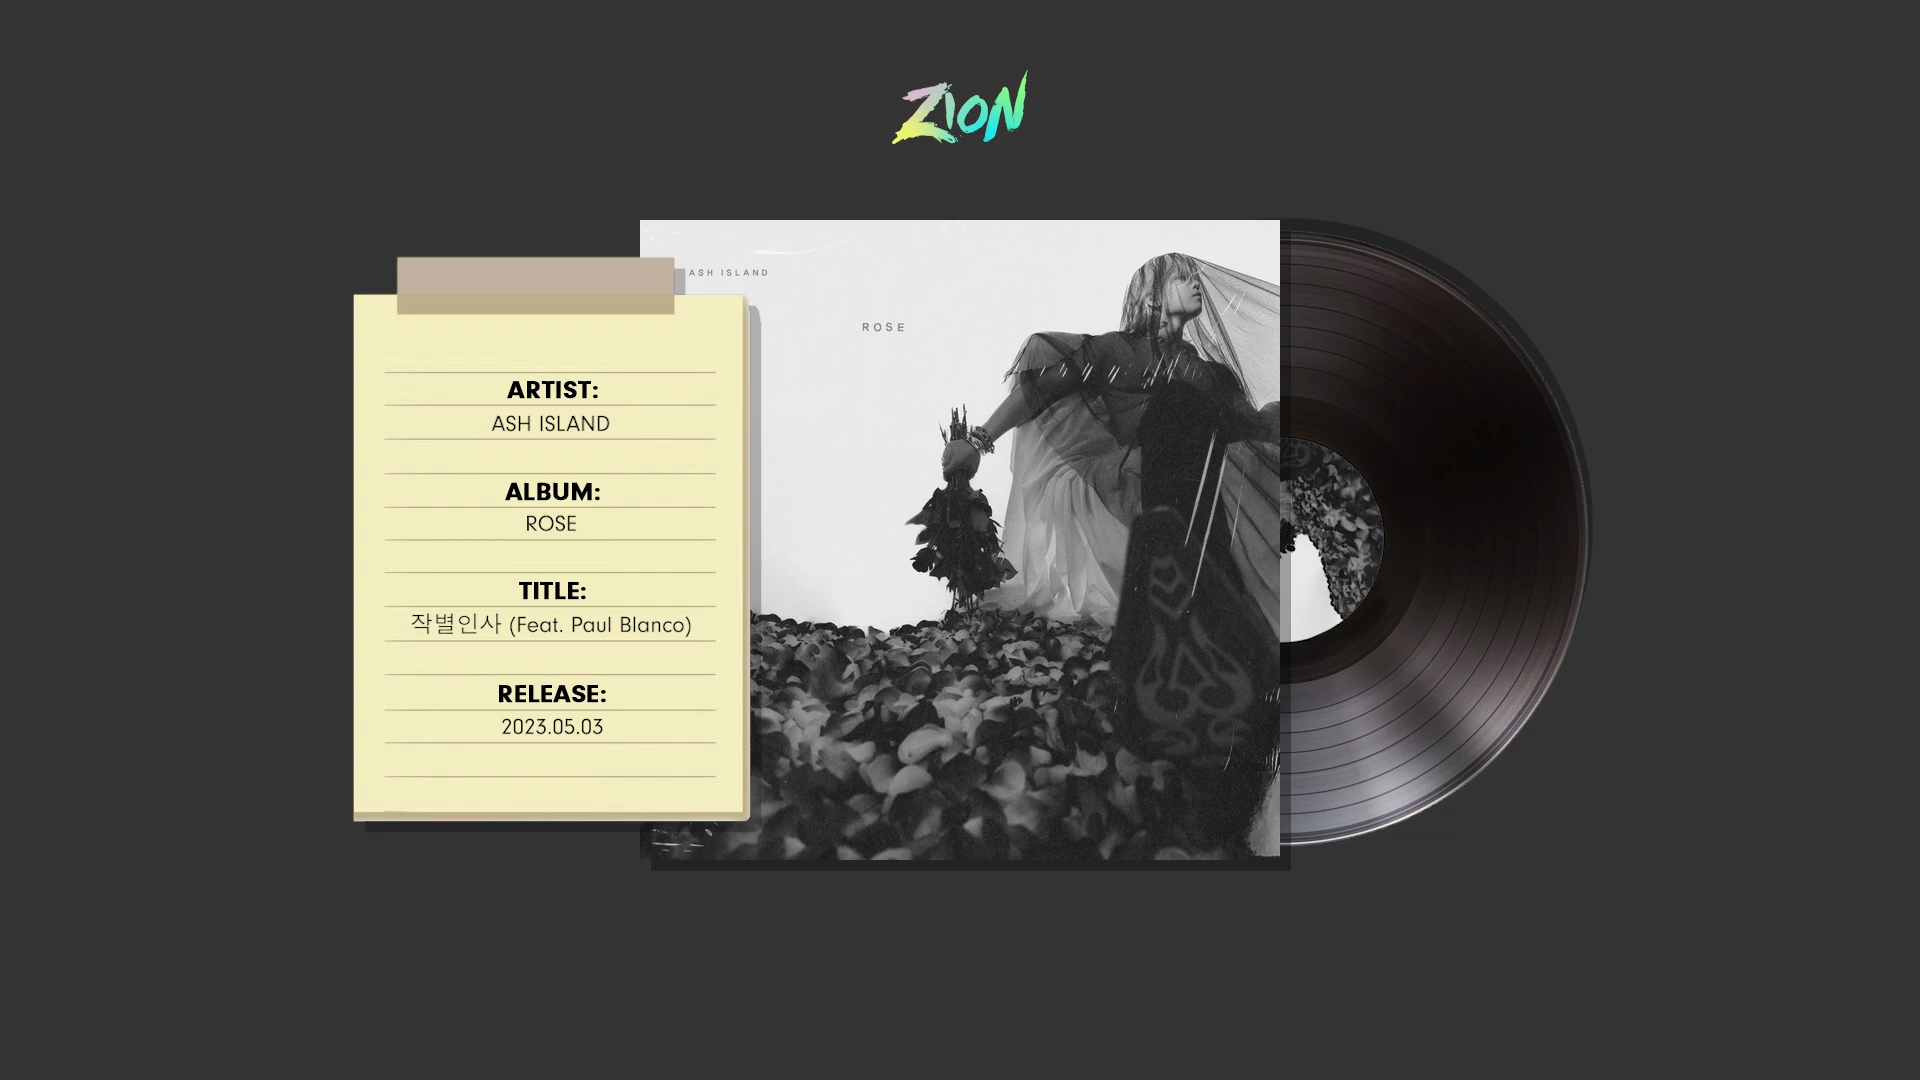 ZION
ASH ISLAND
ROSE
ARTIST:
ASH ISLAND
ALBUM:
ROSE
TITLE:
작별인사 (Feat. Paul Blanco)
RELEASE:
2023.05.03